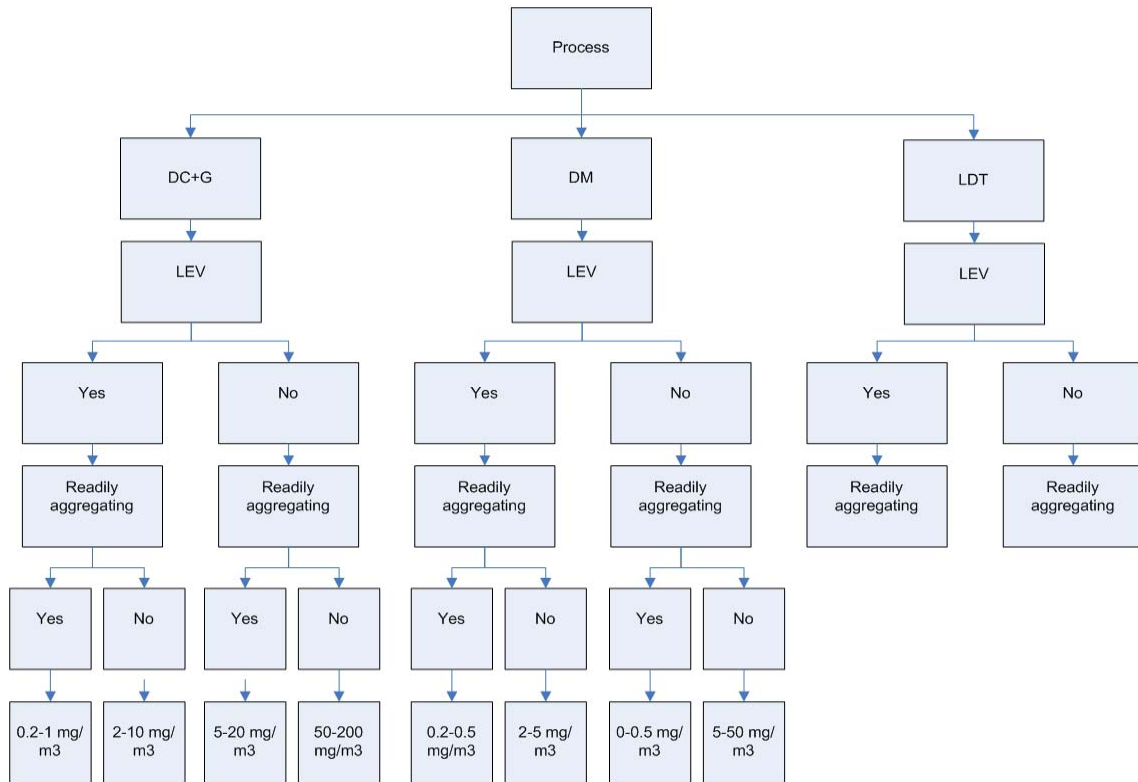 Process
DC+G
DM
LDT
LEV
LEV
LEV
Yes
No
Yes
No
Yes
No
Readily
aggregating
Readily
aggregating
Readily
aggregating
Readily
aggregating
Readily
aggregating
Readily
aggregating
Yes
No
Yes
No
Yes
No
Yes
No
0.2-1 mg/
m3
2-10 mg/
m3
5-20 mg/
m3
50-200
mg/m3
0.2-0.5
mg/m3
2-5 mg/
m3
0-0.5 mg/
m3
5-50 mg/
m3